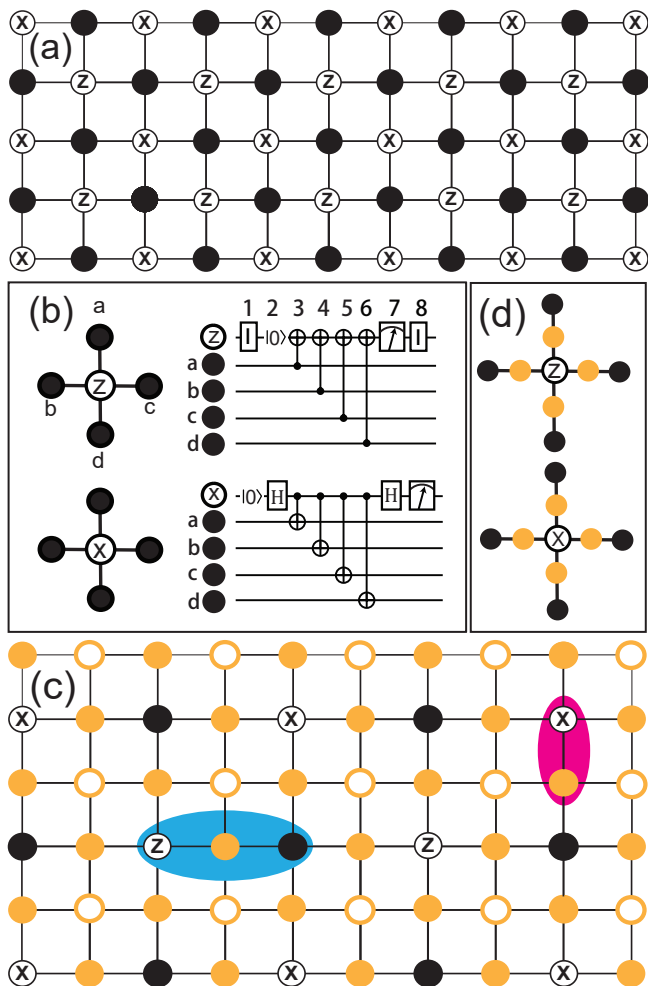 X X X X X X
(a)
Z Z Z Z Z
X X X X X X
Z Z Z Z Z
X X X X X X
(b)
a
Z
b c
d
X
1 2 3 4 5 6 7 8
Z I |0⟩ I
a
b
c
d
X |0⟩ H H
a
b
c
d
(d)
Z
X
(c)
X X X
Z Z
X X X